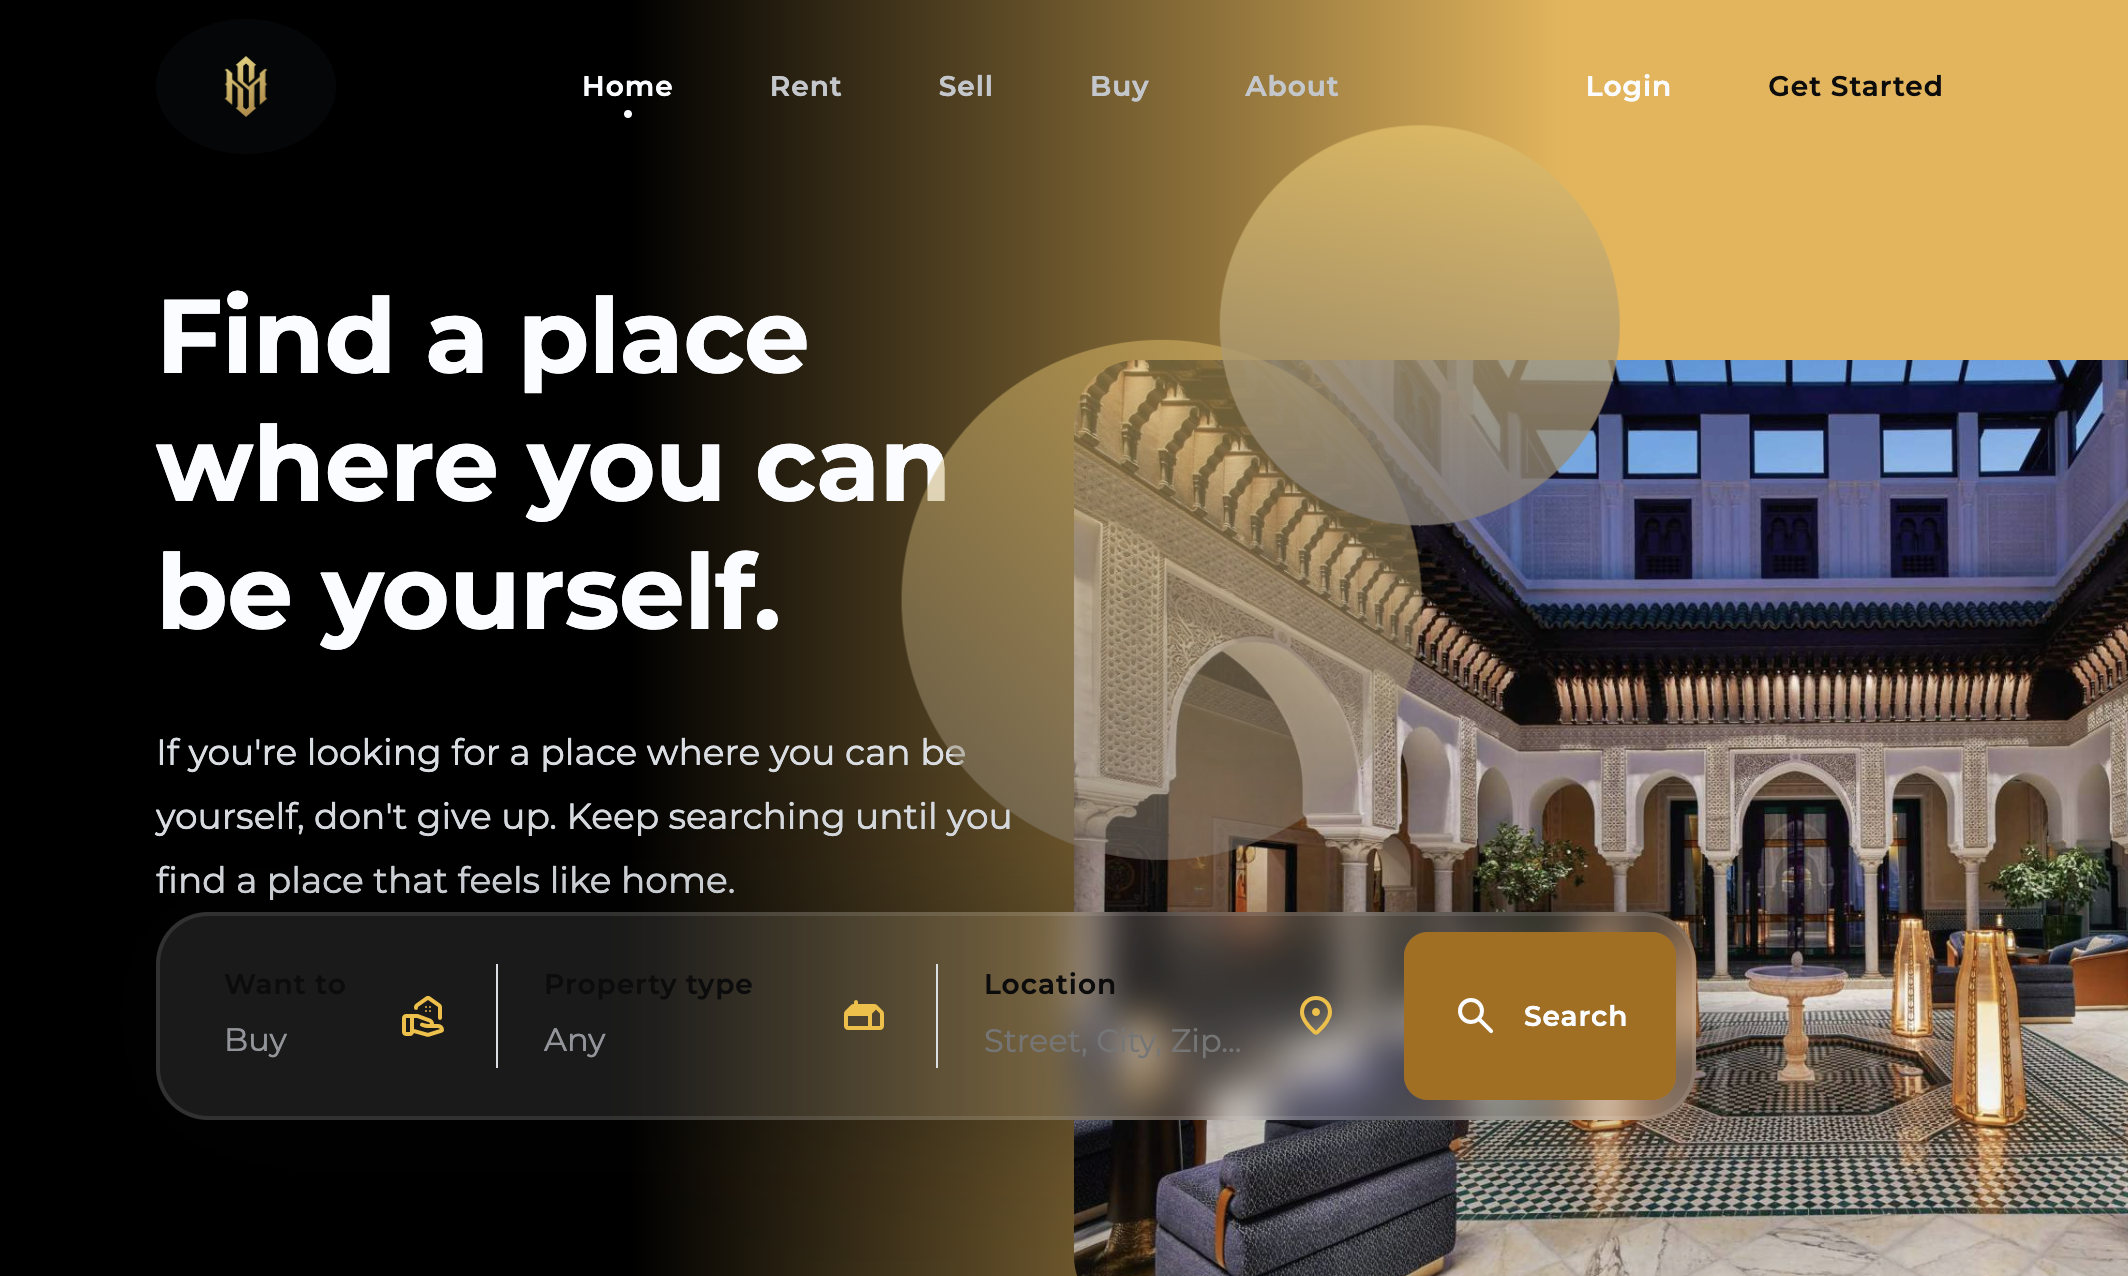 Home Rent Sell Buy About Login Get Started
Find a place
where you can
be yourself.
If you're looking for a place where you can be
yourself, don't give up. Keep searching until you
find a place that feels like home.
Want to
Buy
Property type
Any
Location
Street, City, Zip...
Search